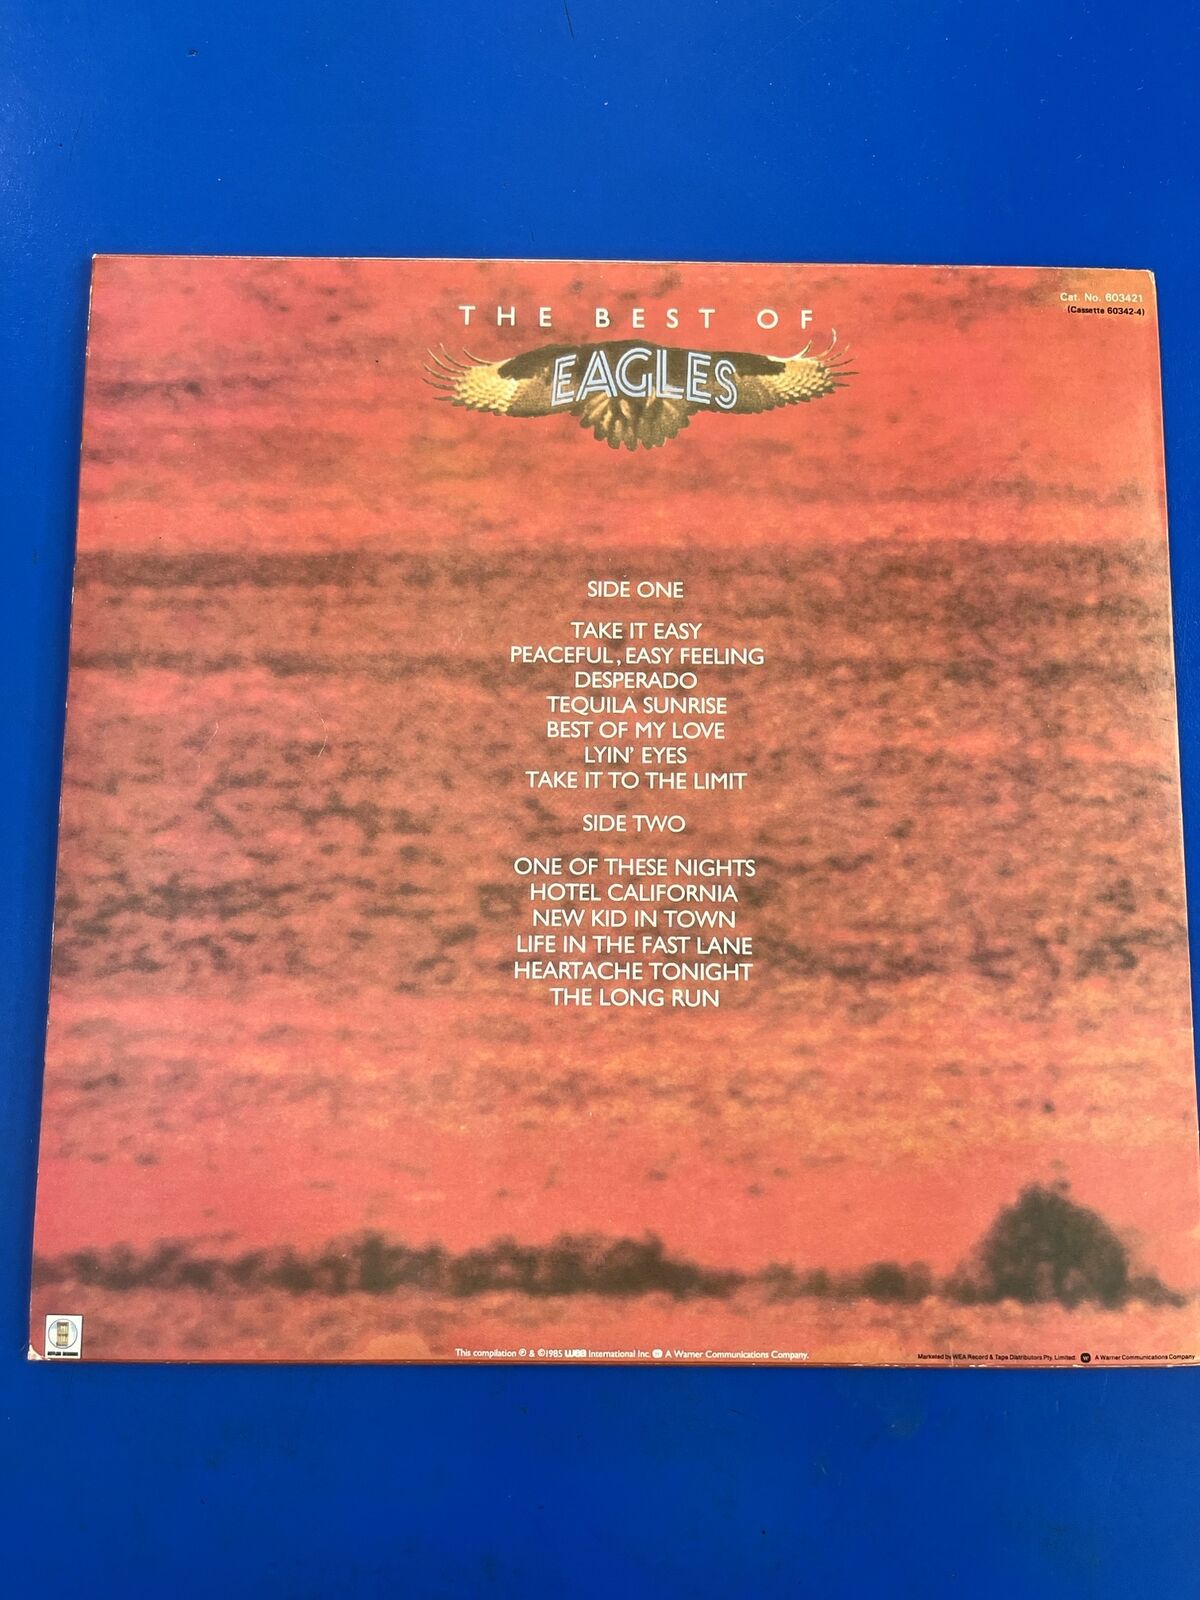 Cat. No. 603421
(Cassette 60342-4)
THE BEST OF
EAGLES
SIDE ONE
TAKE IT EASY
PEACEFUL, EASY FEELING
DESPERADO
TEQUILA SUNRISE
BEST OF MY LOVE
LYIN' EYES
TAKE IT TO THE LIMIT
SIDE TWO
ONE OF THESE NIGHTS
HOTEL CALIFORNIA
NEW KID IN TOWN
LIFE IN THE FAST LANE
HEARTACHE TONIGHT
THE LONG RUN
This compilation ℗ & ©1985 wea International Inc. A Warner Communications Company.
Marketed by WEA Record & Tape Distributors Pty. Limited. A Warner Communications Company